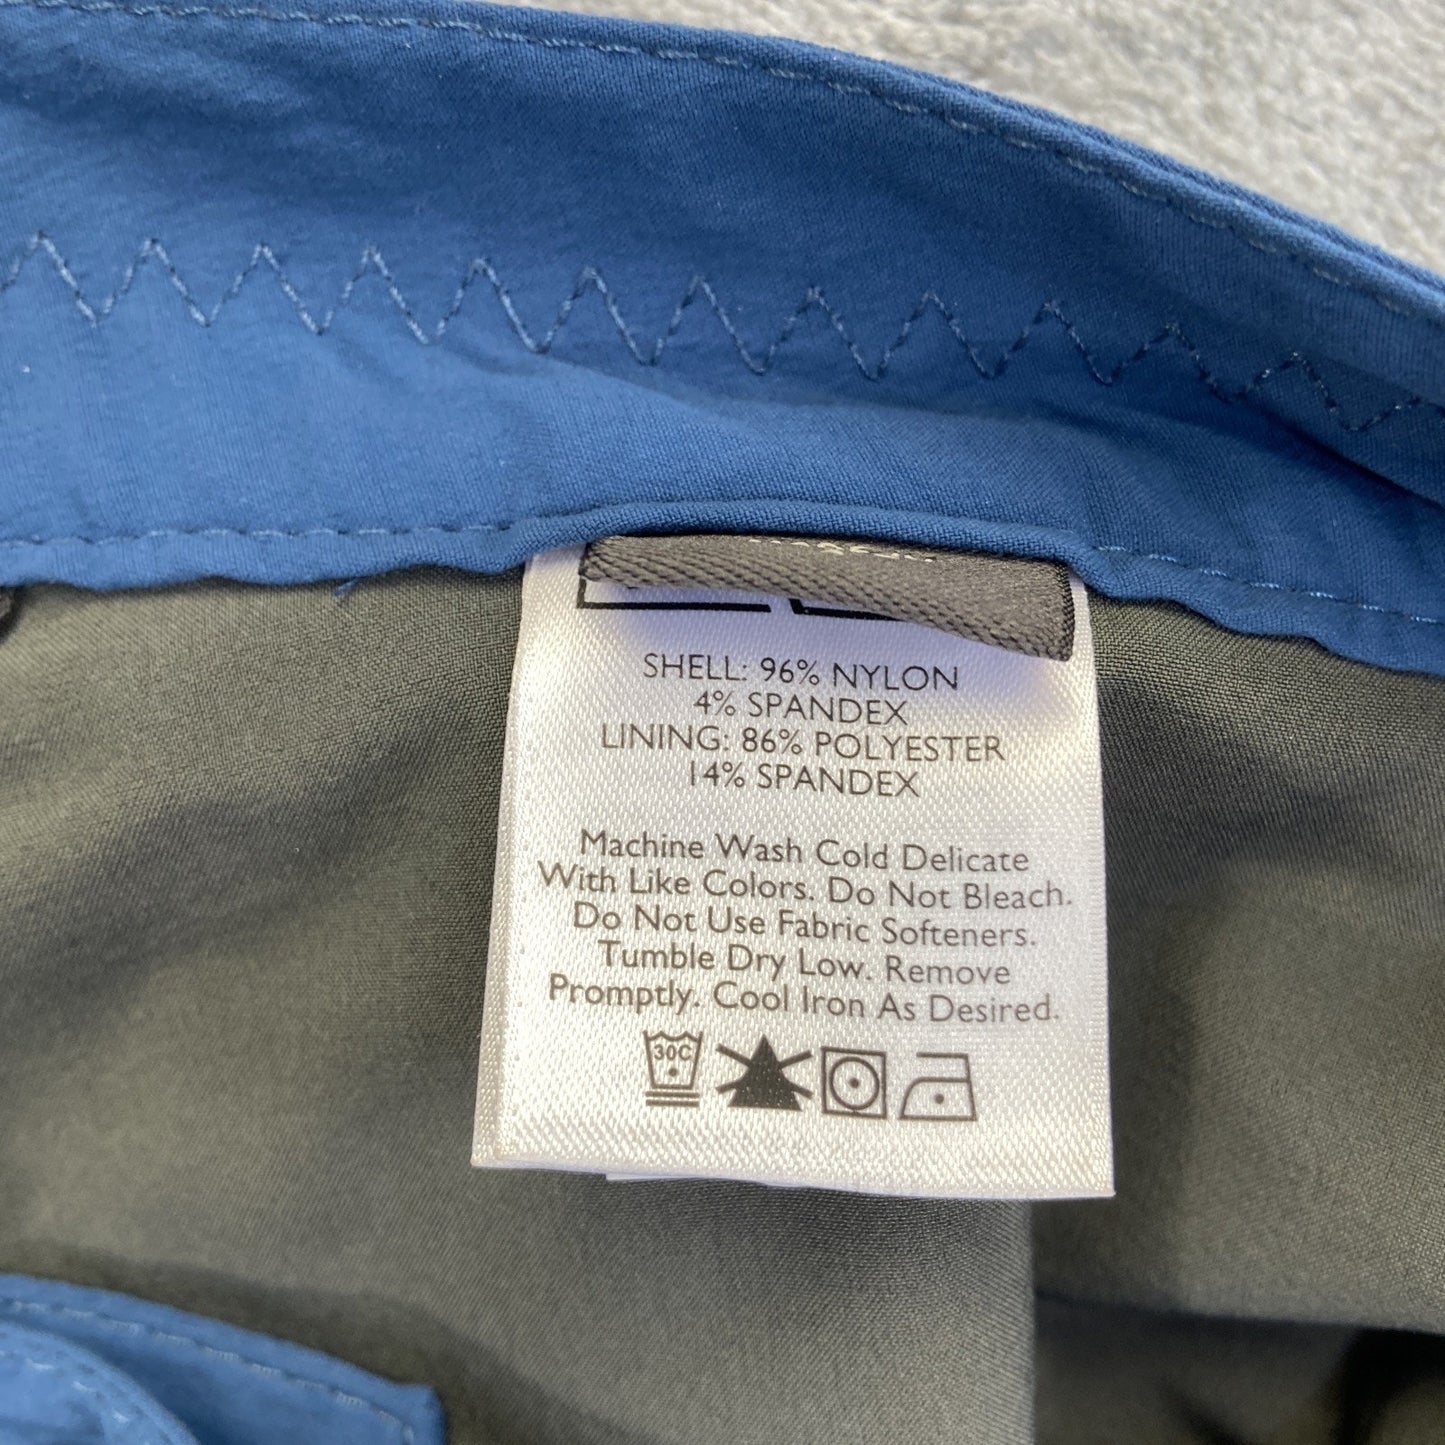 SHELL: 96% NYLON
4% SPANDEX
LINING: 86% POLYESTER
14% SPANDEX
Machine Wash Cold Delicate
With Like Colors. Do Not Bleach.
Do Not Use Fabric Softeners.
Tumble Dry Low. Remove
Promptly. Cool Iron As Desired.
30C